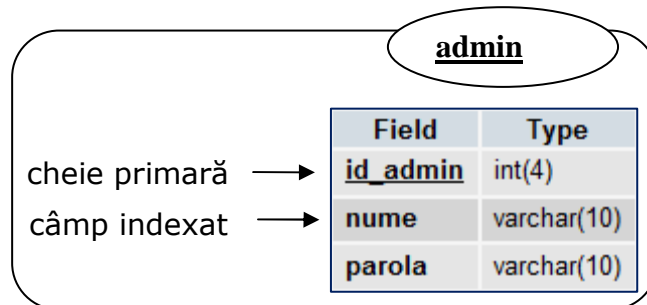 admin
Field Type
cheie primară id_admin int(4)
câmp indexat nume varchar(10)
parola varchar(10)